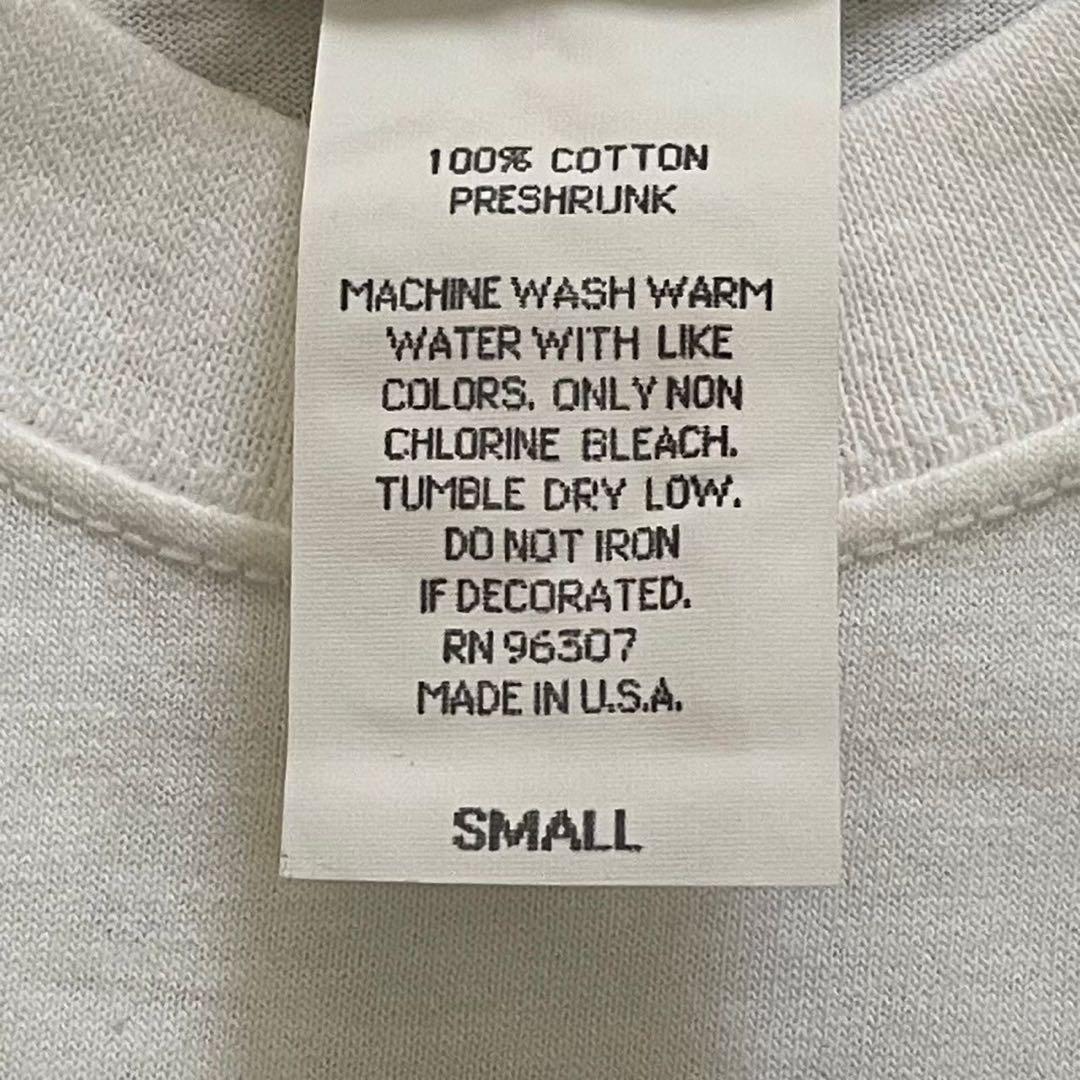 100% COTTON
PRESHRUNK
MACHINE WASH WARM
WATER WITH LIKE
COLORS. ONLY NON
CHLORINE BLEACH.
TUMBLE DRY LOW.
DO NOT IRON
IF DECORATED.
RN 96307
MADE IN U.S.A.
SMALL